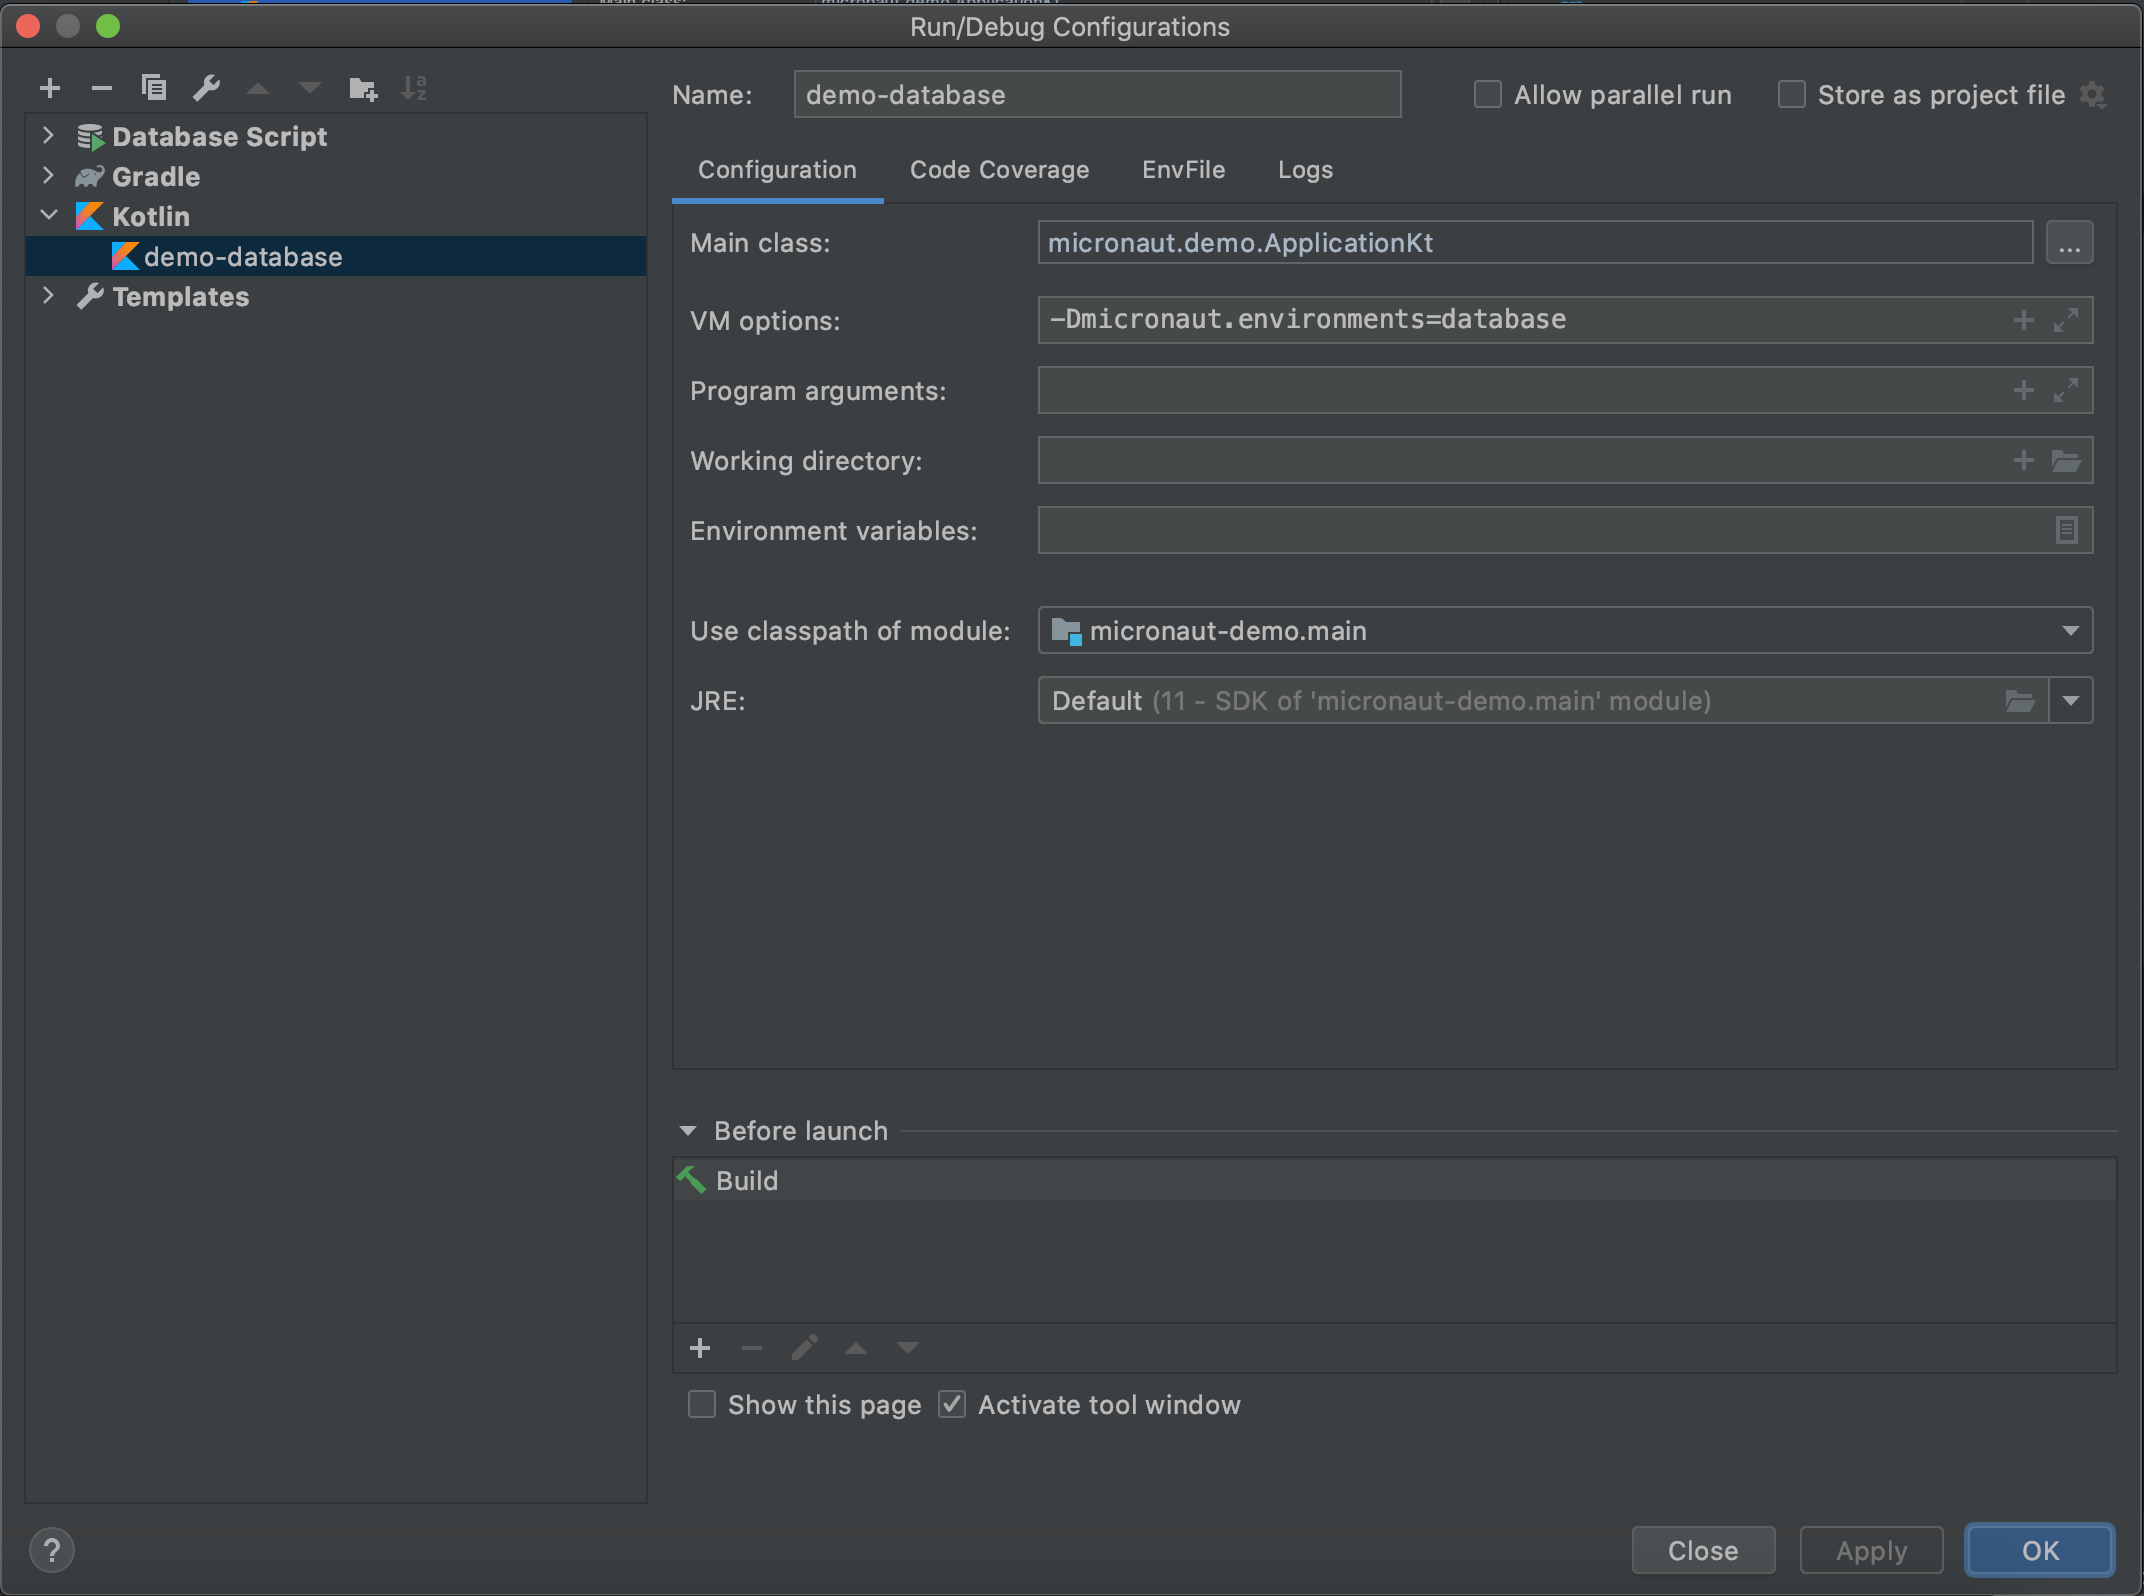 Run/Debug Configurations
Name: demo-database Allow parallel run Store as project file
Database Script
Gradle
Kotlin
demo-database
Templates
Configuration Code Coverage EnvFile Logs
Main class: micronaut.demo.ApplicationKt ...
VM options: -Dmicronaut.environments=database
Program arguments:
Working directory:
Environment variables:
Use classpath of module: micronaut-demo.main
JRE: Default (11 - SDK of 'micronaut-demo.main' module)
Before launch
Build
Show this page Activate tool window
? Close Apply OK